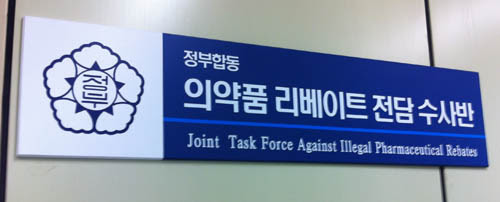 정부
정부합동
의약품 리베이트 전담 수사반
Joint Task Force Against Illegal Pharmaceutical Rebates